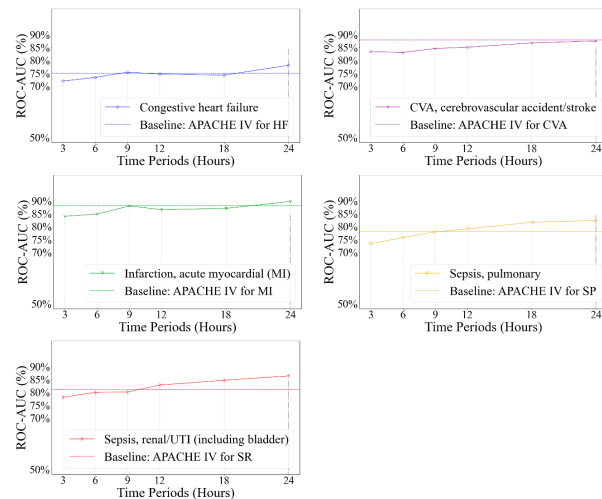 ROC-AUC (%)
90%
85%
80%
75%
70%
50%
Congestive heart failure
Baseline: APACHE IV for HF
3 6 9 12 18 24
Time Periods (Hours)
ROC-AUC (%)
90%
85%
80%
75%
70%
50%
CVA, cerebrovascular accident/stroke
Baseline: APACHE IV for CVA
3 6 9 12 18 24
Time Periods (Hours)
ROC-AUC (%)
90%
85%
80%
75%
70%
50%
Infarction, acute myocardial (MI)
Baseline: APACHE IV for MI
3 6 9 12 18 24
Time Periods (Hours)
ROC-AUC (%)
90%
85%
80%
75%
70%
50%
Sepsis, pulmonary
Baseline: APACHE IV for SP
3 6 9 12 18 24
Time Periods (Hours)
ROC-AUC (%)
90%
85%
80%
75%
70%
50%
Sepsis, renal/UTI (including bladder)
Baseline: APACHE IV for SR
3 6 9 12 18 24
Time Periods (Hours)